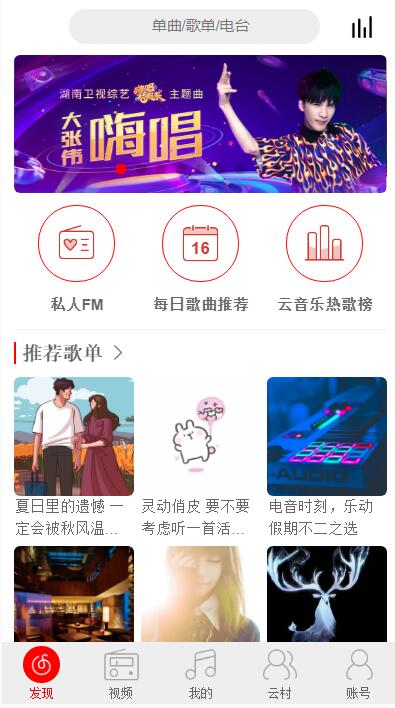 单曲/歌单/电台
湖南卫视综艺 嗨唱转起来 主题曲
大张伟
嗨唱
16
私人FM
每日歌曲推荐
云音乐热歌榜
推荐歌单
夏日里的遗憾 一
定会被秋风温...
灵动俏皮 要不要
考虑听一首活...
电音时刻，乐动
假期不二之选
-AUDIO
发现
视频
我的
云村
账号